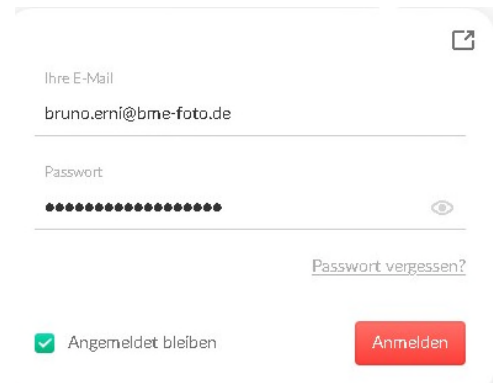 Ihre E-Mail
bruno.erni@bme-foto.de
Passwort
●●●●●●●●●●●●●●●●●●
Passwort vergessen?
Angemeldet bleiben
Anmelden